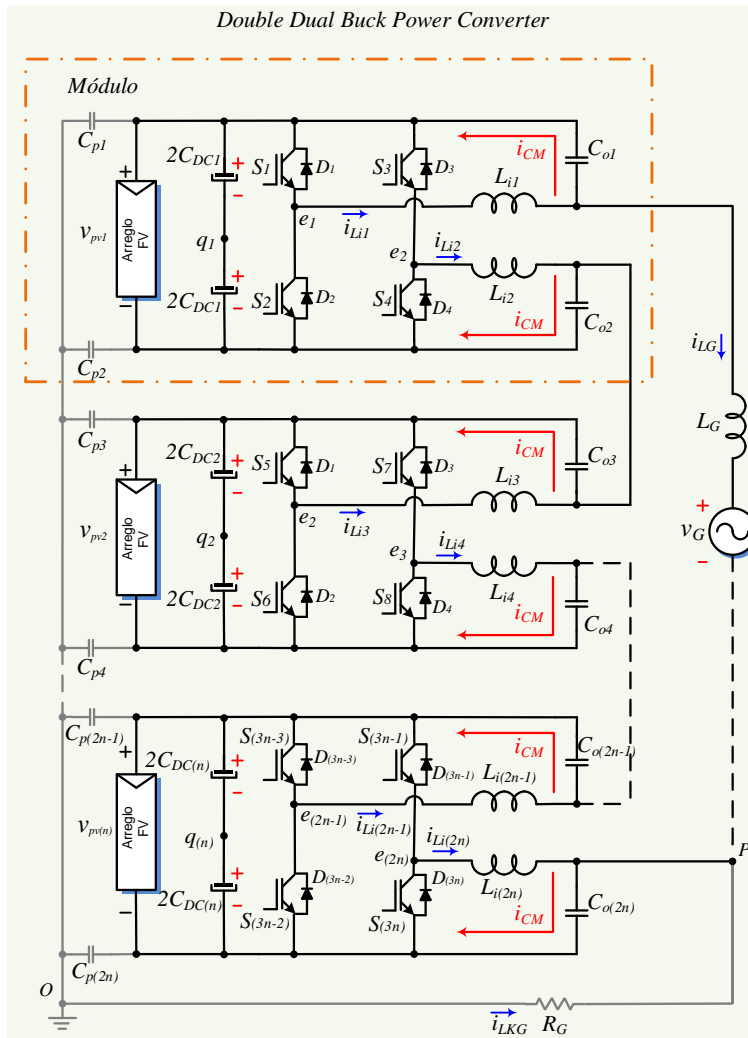 Double Dual Buck Power Converter
Módulo
Cp1
+
vpv1
Arreglo FV
−
Cp2
2CDC1
+
−
q1
2CDC1
+
−
S1
D1
S3
D3
e1
iLi1
Li1
iCM
Co1
e2
iLi2
Li2
S2
D2
S4
D4
iCM
Co2
iLG
LG
+
vG
−
Cp3
+
vpv2
Arreglo FV
−
Cp4
2CDC2
+
−
q2
2CDC2
+
−
S5
D1
S7
D3
e2
iLi3
Li3
iCM
Co3
e3
iLi4
Li4
S6
D2
S8
D4
iCM
Co4
Cp(2n-1)
+
vpv(n)
Arreglo FV
−
Cp(2n)
2CDC(n)
+
−
q(n)
2CDC(n)
+
−
S(3n-3)
D(3n-3)
S(3n-1)
D(3n-1)
e(2n-1)
iLi(2n-1)
Li(2n-1)
iCM
Co(2n-1)
e(2n)
iLi(2n)
Li(2n)
S(3n-2)
D(3n-2)
S(3n)
D(3n)
iCM
Co(2n)
P
O
iLKG
RG